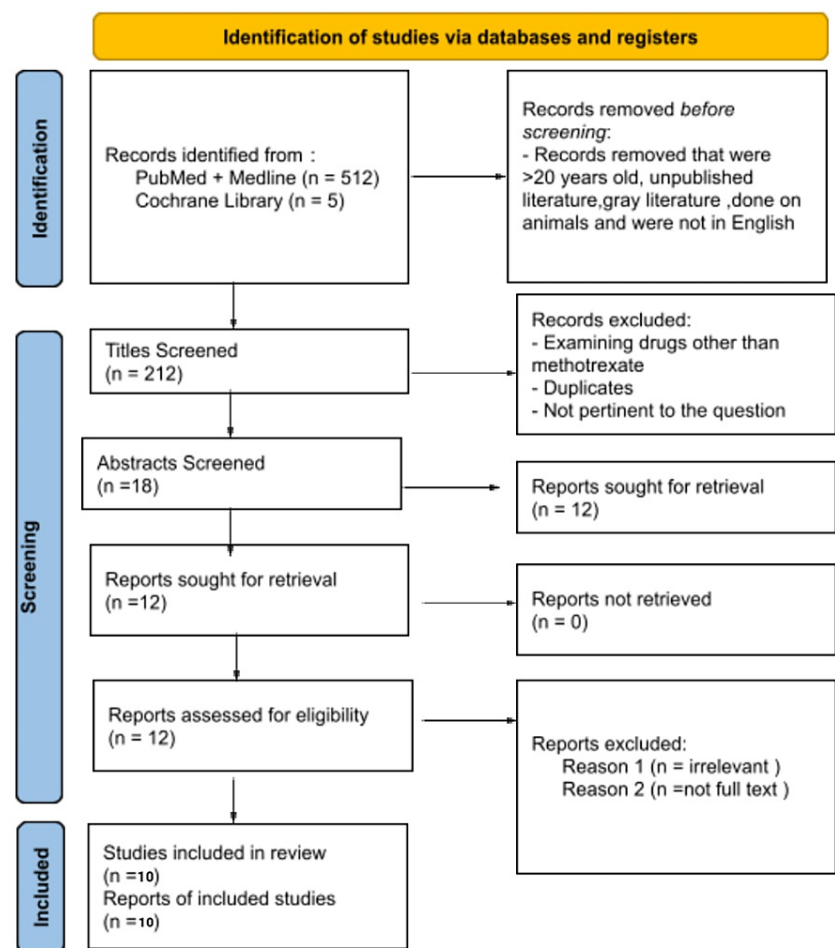 Identification of studies via databases and registers
Identification
Records identified from :
PubMed + Medline (n = 512)
Cochrane Library (n = 5)
Records removed before
screening:
- Records removed that were
>20 years old, unpublished
literature,gray literature ,done on
animals and were not in English
Screening
Titles Screened
(n = 212)
Records excluded:
- Examining drugs other than
methotrexate
- Duplicates
- Not pertinent to the question
Abstracts Screened
(n =18)
Reports sought for retrieval
(n = 12)
Reports sought for retrieval
(n =12)
Reports not retrieved
(n = 0)
Reports assessed for eligibility
(n = 12)
Reports excluded:
Reason 1 (n = irrelevant )
Reason 2 (n =not full text )
Included
Studies included in review
(n =10)
Reports of included studies
(n =10)